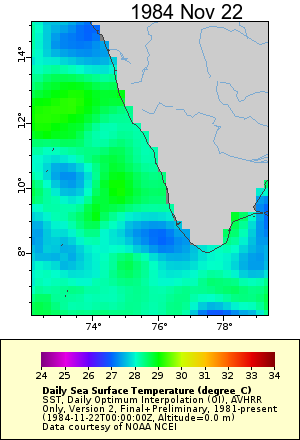 1984 Nov 22
14°
12°
10°
8°
74°
76°
78°
24 25 26 27 28 29 30 31 32 33 34
Daily Sea Surface Temperature (degree_C)
SST, Daily Optimum Interpolation (OI), AVHRR
Only, Version 2, Final+Preliminary, 1981-present
(1984-11-22T00:00:00Z, Altitude=0.0 m)
Data courtesy of NOAA NCEI